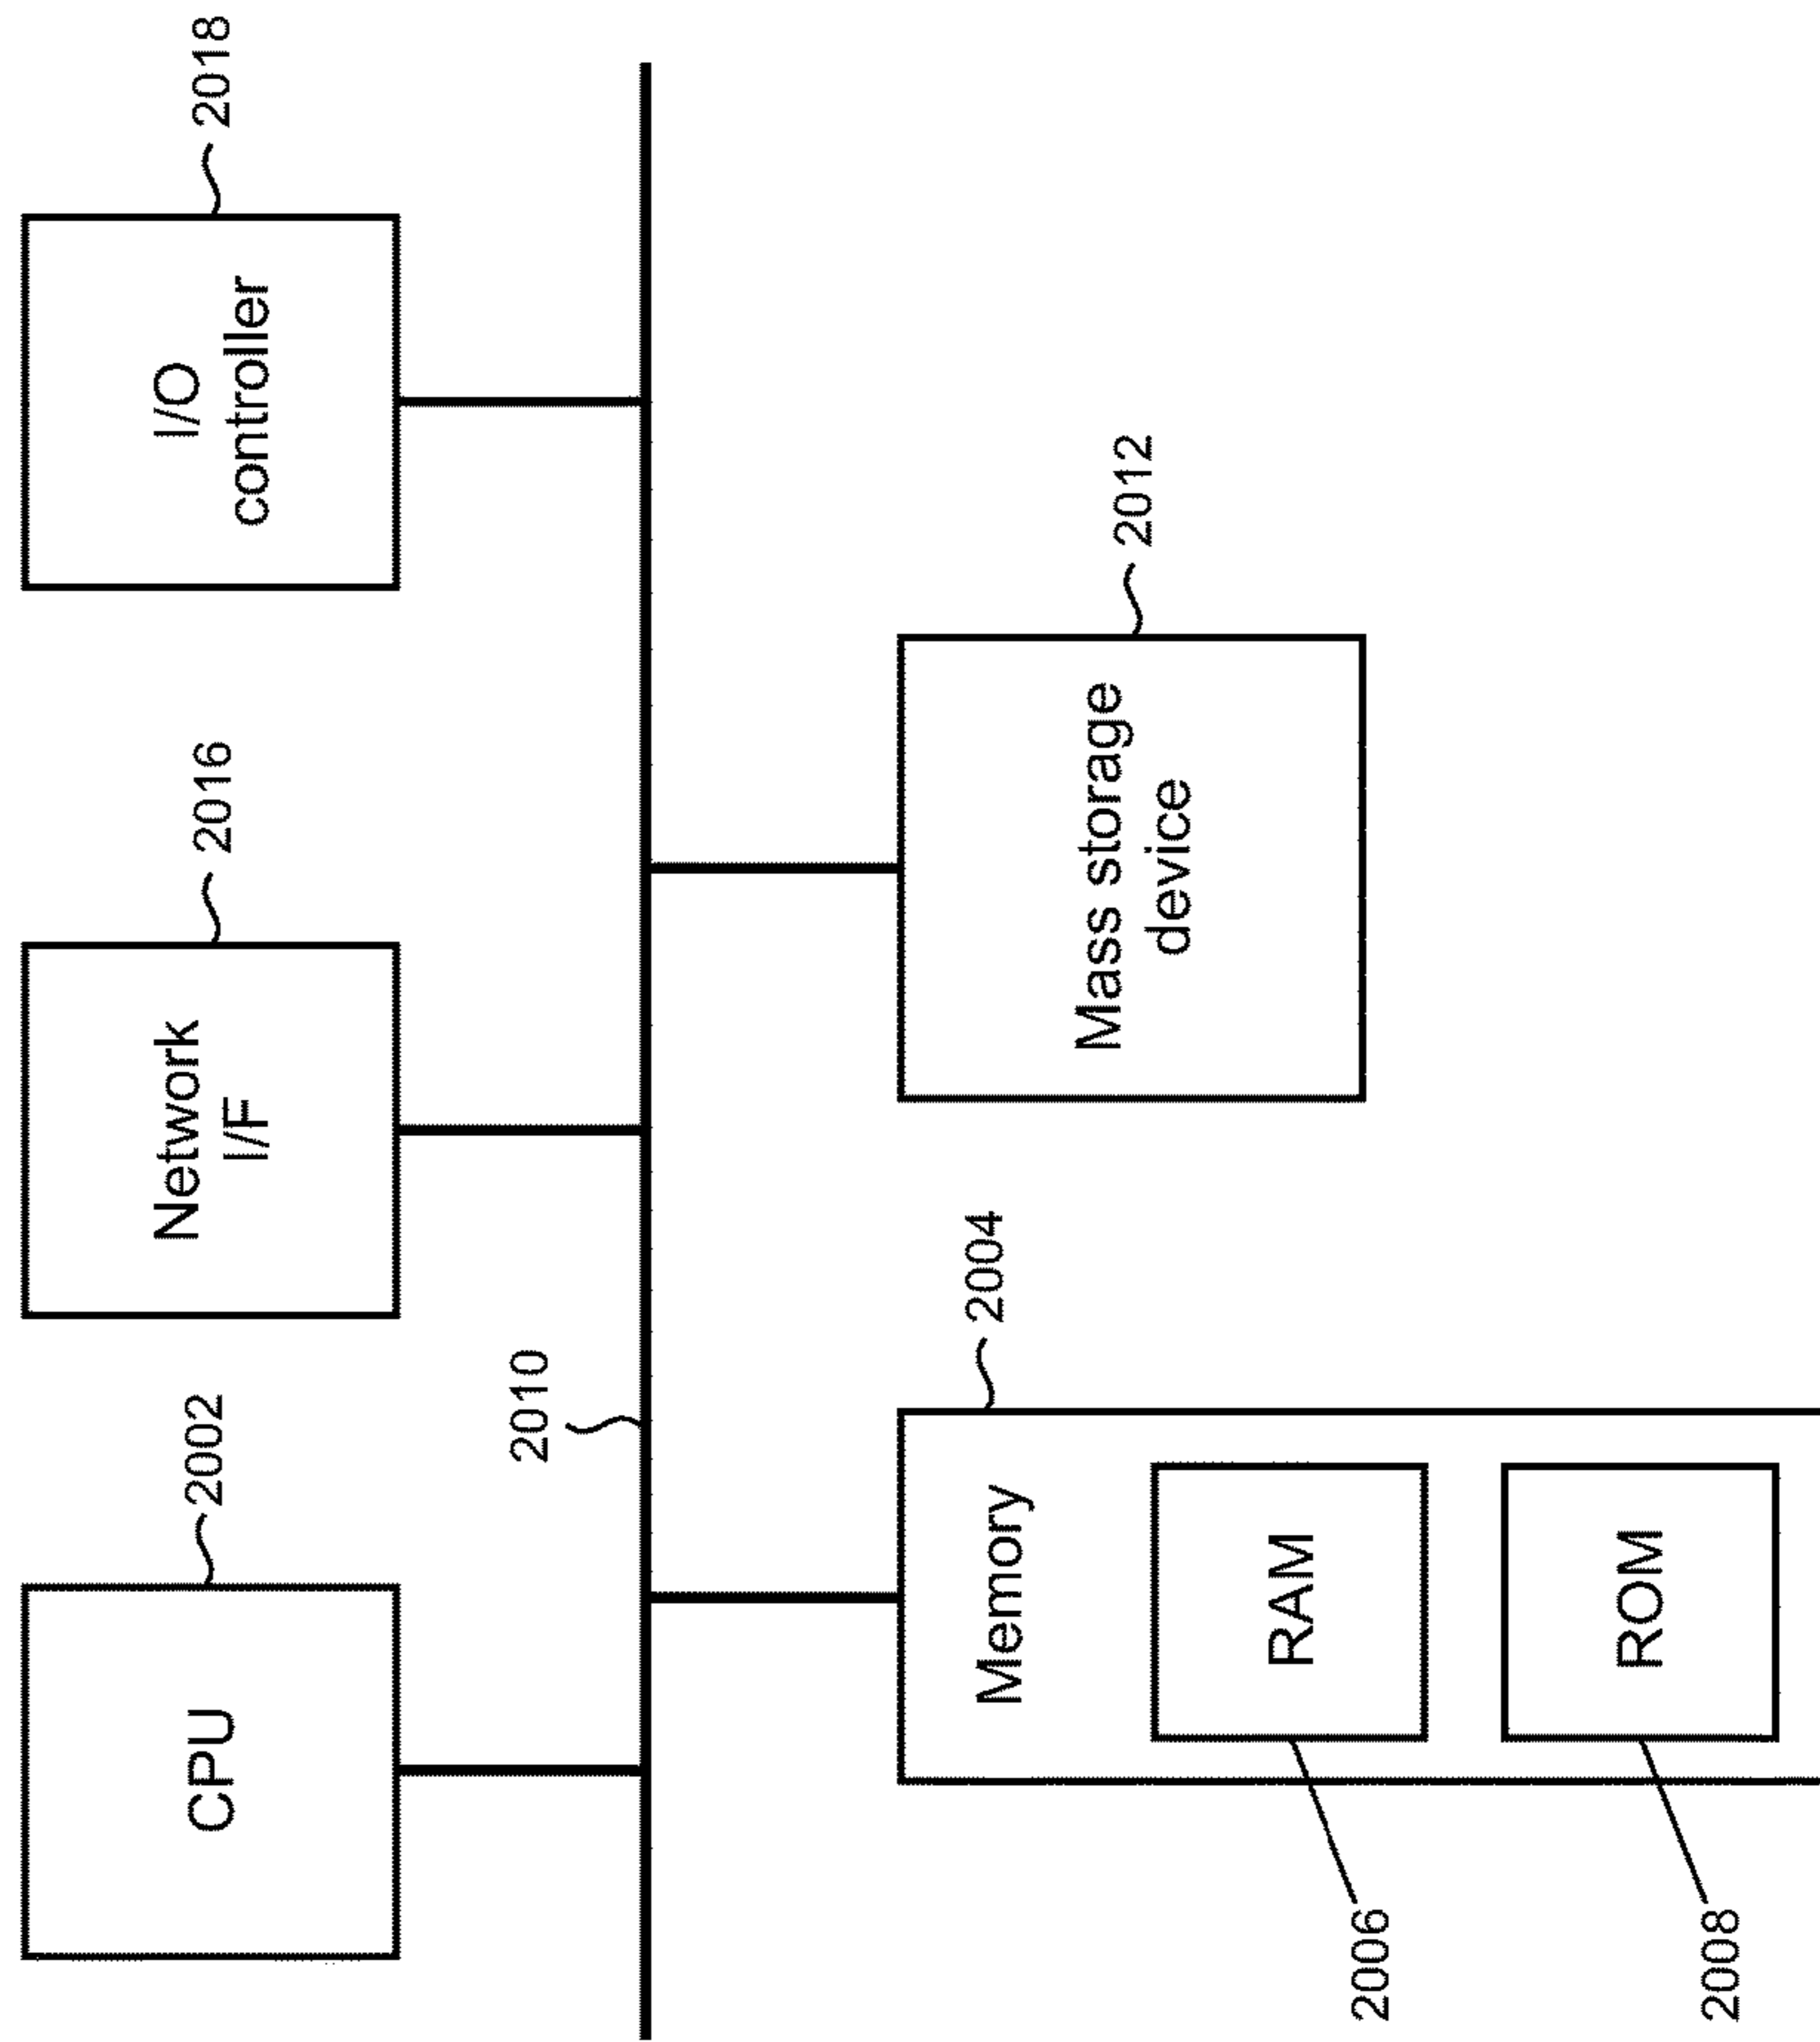 CPU
2002
Network
I/F
2016
I/O
controller
2018
2010
Memory
2004
RAM
2006
ROM
2008
Mass storage
device
2012